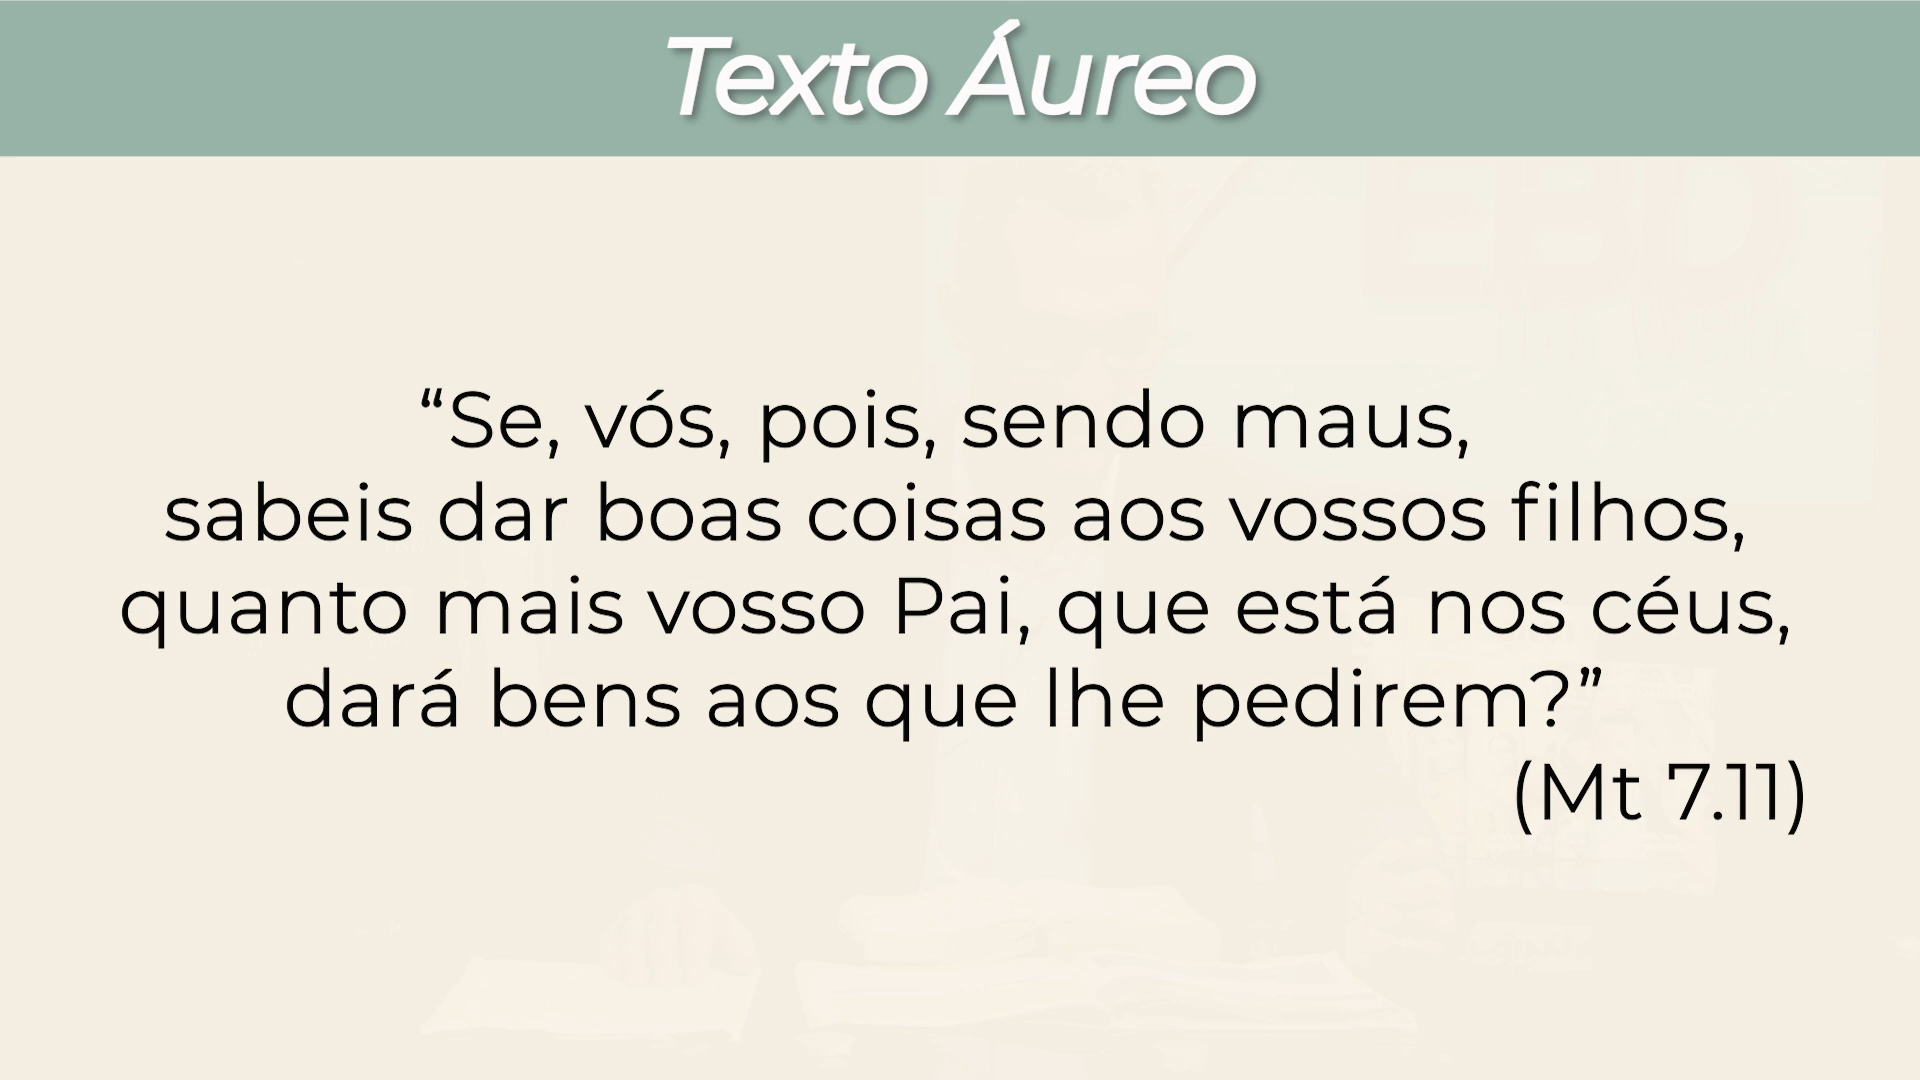 Texto Áureo
“Se, vós, pois, sendo maus,
sabeis dar boas coisas aos vossos filhos,
quanto mais vosso Pai, que está nos céus,
dará bens aos que lhe pedirem?”
(Mt 7.11)